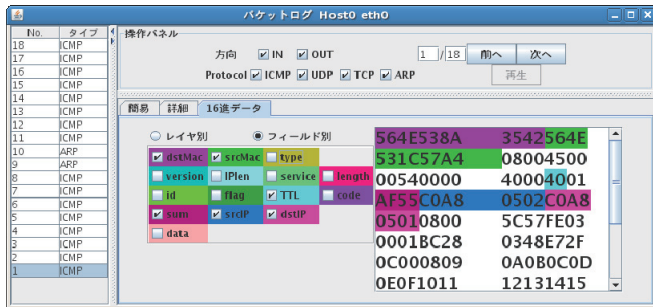 パケットログ Host0 eth0
No. タイプ
18 ICMP
17 ICMP
16 ICMP
15 ICMP
14 ICMP
13 ICMP
12 ICMP
11 ICMP
10 ARP
9 ARP
8 ICMP
7 ICMP
6 ICMP
5 ICMP
4 ICMP
3 ICMP
2 ICMP
1 ICMP
操作パネル
方向 IN OUT 1 /18 前へ 次へ
Protocol ICMP UDP TCP ARP 再生
簡易 詳細 16進データ
レイヤ別 フィールド別
dstMac srcMac type
version IPlen service length
id flag TTL code
sum srcIP dstIP
data
564E538A 3542564E
531C57A4 08004500
00540000 40004001
AF55C0A8 0502C0A8
05010800 5C57FE03
0001BC28 0348E72F
0C000809 0A0B0C0D
0E0F1011 12131415